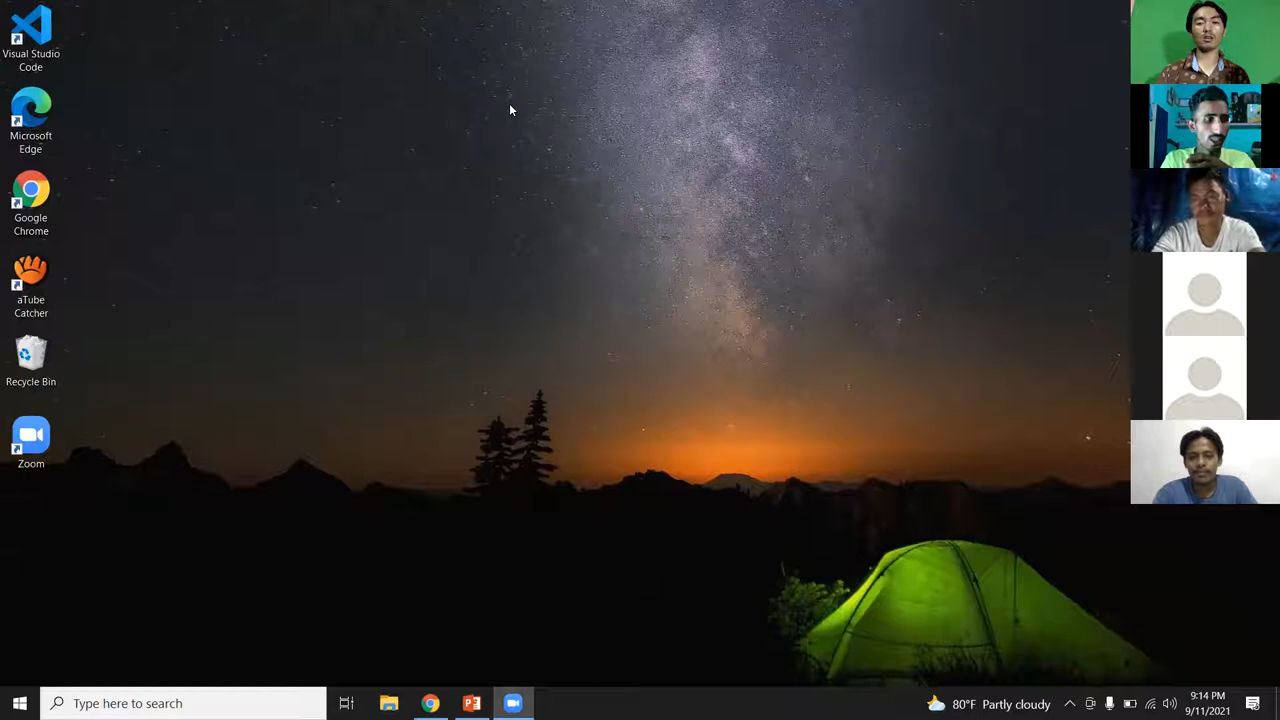 Visual Studio
Code
Microsoft
Edge
Google
Chrome
aTube
Catcher
Recycle Bin
Zoom
Type here to search
80°F Partly cloudy
9:14 PM
9/11/2021